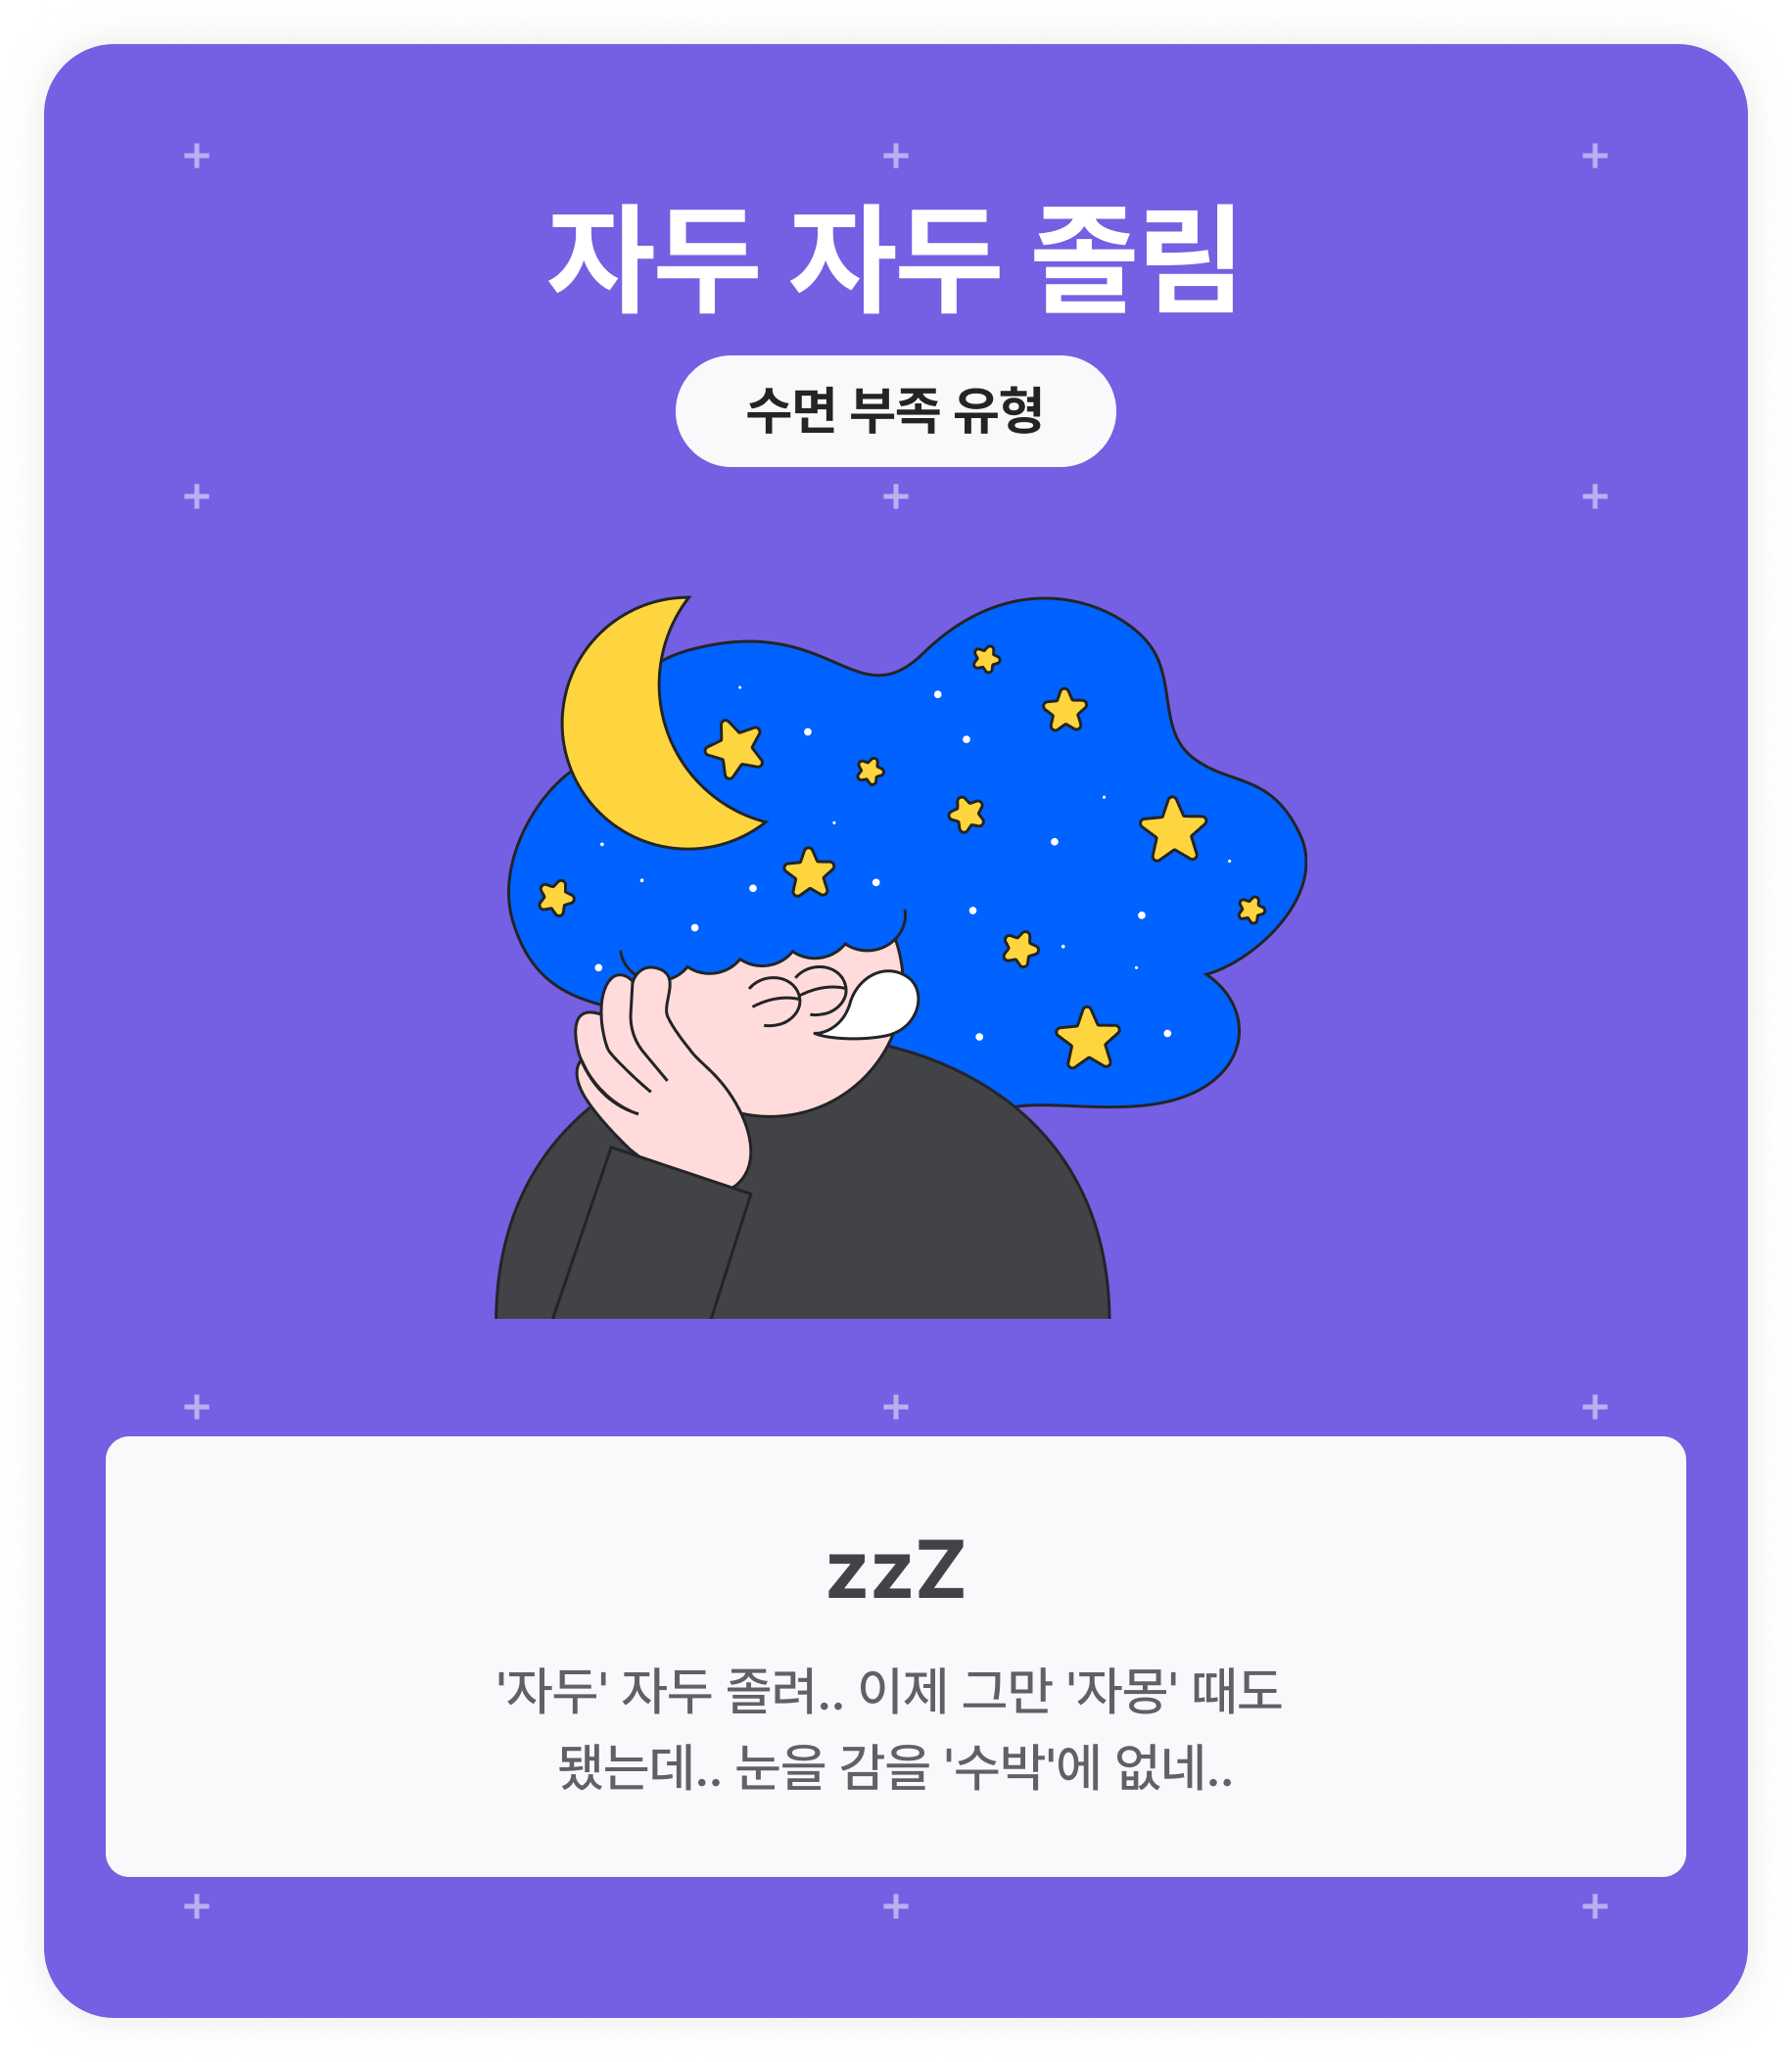 자두 자두 졸림
수면 부족 유형
zzZ
'자두' 자두 졸려.. 이제 그만 '자몽' 때도
됐는데.. 눈을 감을 '수박'에 없네..